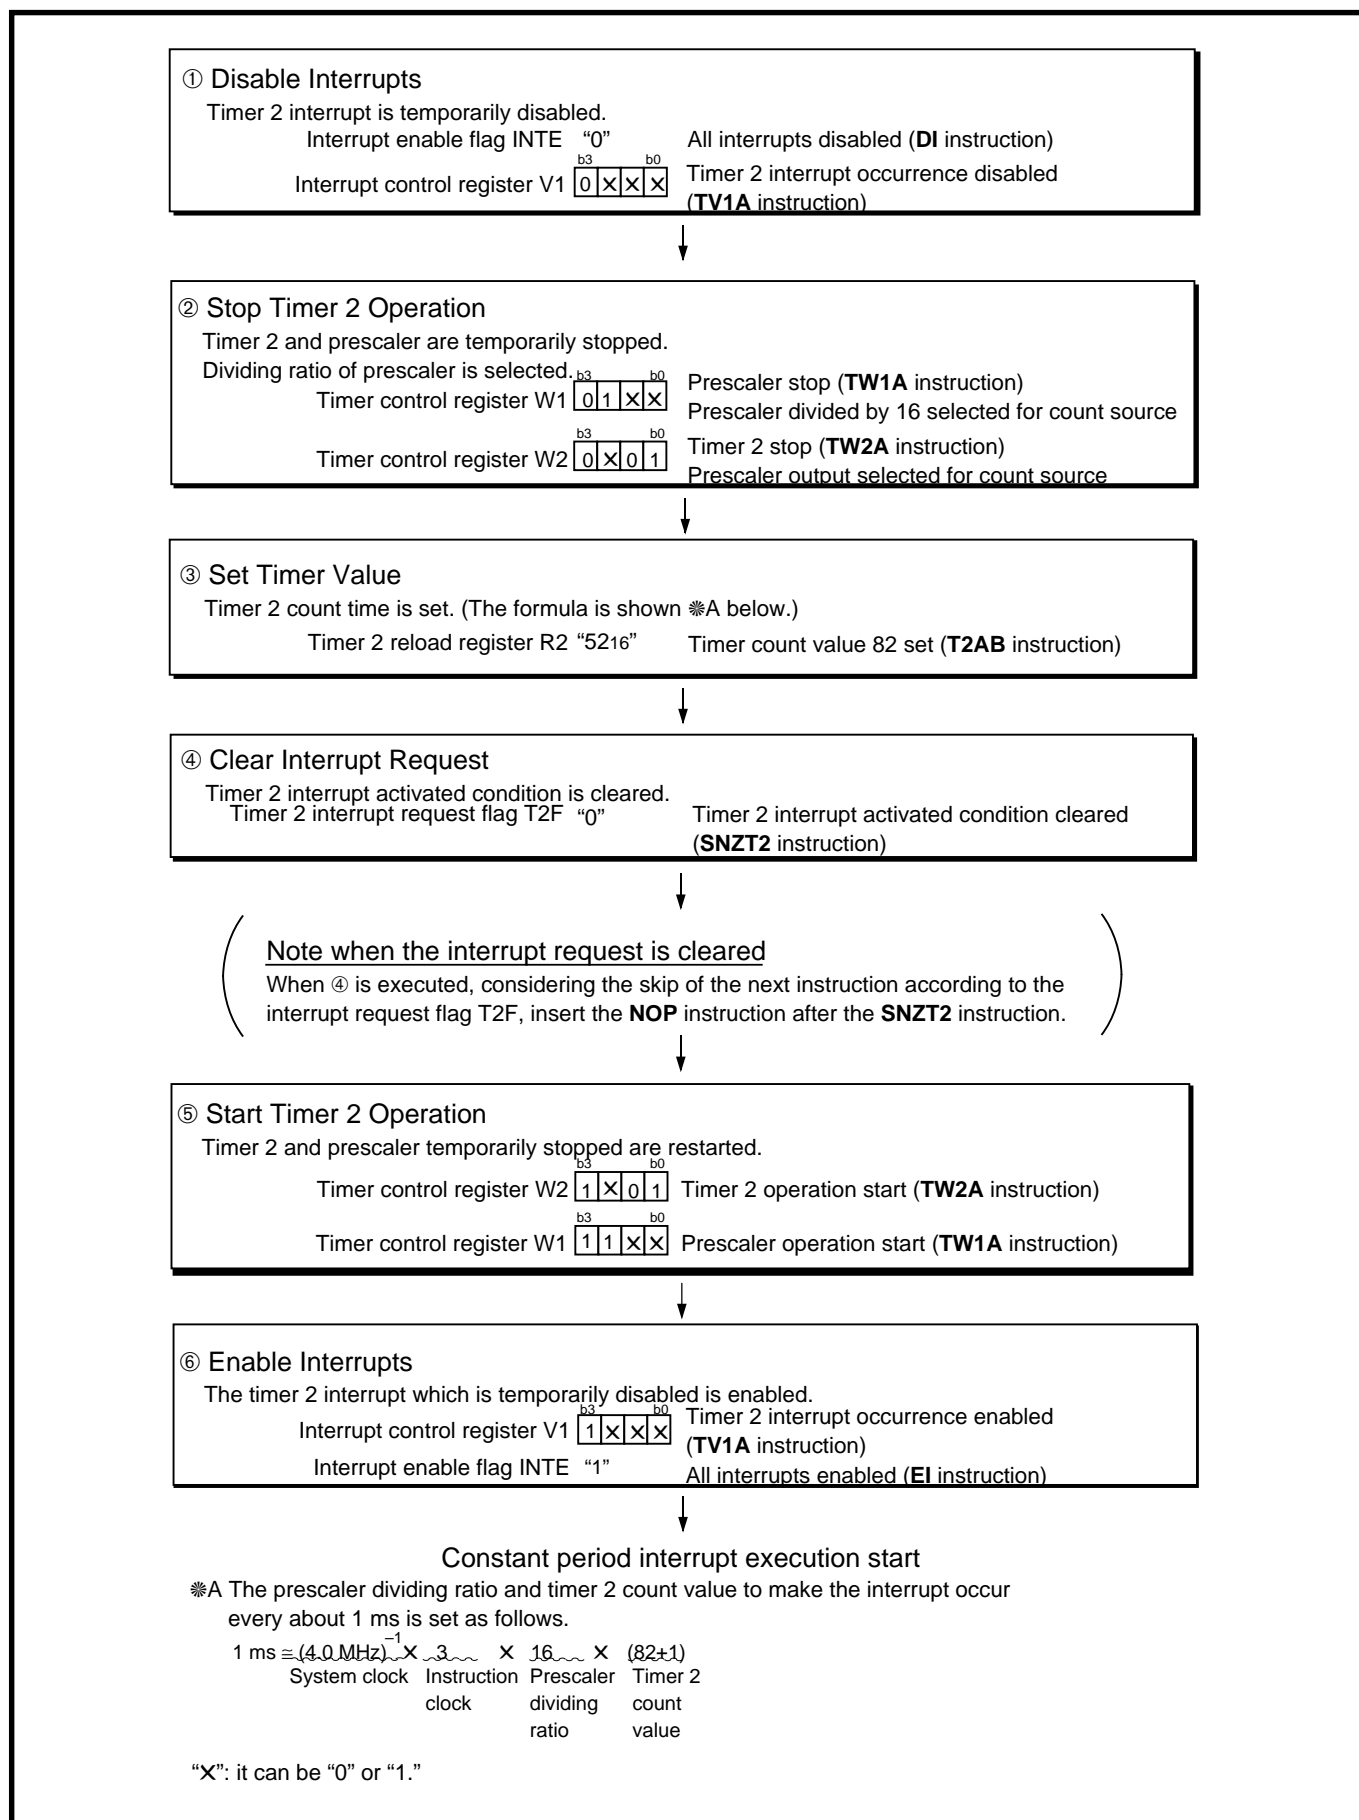 ① Disable Interrupts
Timer 2 interrupt is temporarily disabled.
Interrupt enable flag INTE “0” All interrupts disabled (DI instruction)
b3 b0
Interrupt control register V1 0 ✕ ✕ ✕ Timer 2 interrupt occurrence disabled
(TV1A instruction)
② Stop Timer 2 Operation
Timer 2 and prescaler are temporarily stopped.
Dividing ratio of prescaler is selected.
b3 b0
Timer control register W1 0 1 ✕ ✕ Prescaler stop (TW1A instruction)
Prescaler divided by 16 selected for count source
b3 b0
Timer control register W2 0 ✕ 0 1 Timer 2 stop (TW2A instruction)
Prescaler output selected for count source
③ Set Timer Value
Timer 2 count time is set. (The formula is shown ❊A below.)
Timer 2 reload register R2 “5216” Timer count value 82 set (T2AB instruction)
④ Clear Interrupt Request
Timer 2 interrupt activated condition is cleared.
Timer 2 interrupt request flag T2F “0” Timer 2 interrupt activated condition cleared
(SNZT2 instruction)
Note when the interrupt request is cleared
When ④ is executed, considering the skip of the next instruction according to the
interrupt request flag T2F, insert the NOP instruction after the SNZT2 instruction.
⑤ Start Timer 2 Operation
Timer 2 and prescaler temporarily stopped are restarted.
b3 b0
Timer control register W2 1 ✕ 0 1 Timer 2 operation start (TW2A instruction)
b3 b0
Timer control register W1 1 1 ✕ ✕ Prescaler operation start (TW1A instruction)
⑥ Enable Interrupts
The timer 2 interrupt which is temporarily disabled is enabled.
b3 b0
Interrupt control register V1 1 ✕ ✕ ✕ Timer 2 interrupt occurrence enabled
(TV1A instruction)
Interrupt enable flag INTE “1” All interrupts enabled (EI instruction)
Constant period interrupt execution start
❊A The prescaler dividing ratio and timer 2 count value to make the interrupt occur
every about 1 ms is set as follows.
1 ms ≅ (4.0 MHz)–1 ✕ 3 ✕ 16 ✕ (82+1)
System clock Instruction Prescaler Timer 2
clock dividing count
ratio value
“✕”: it can be “0” or “1.”